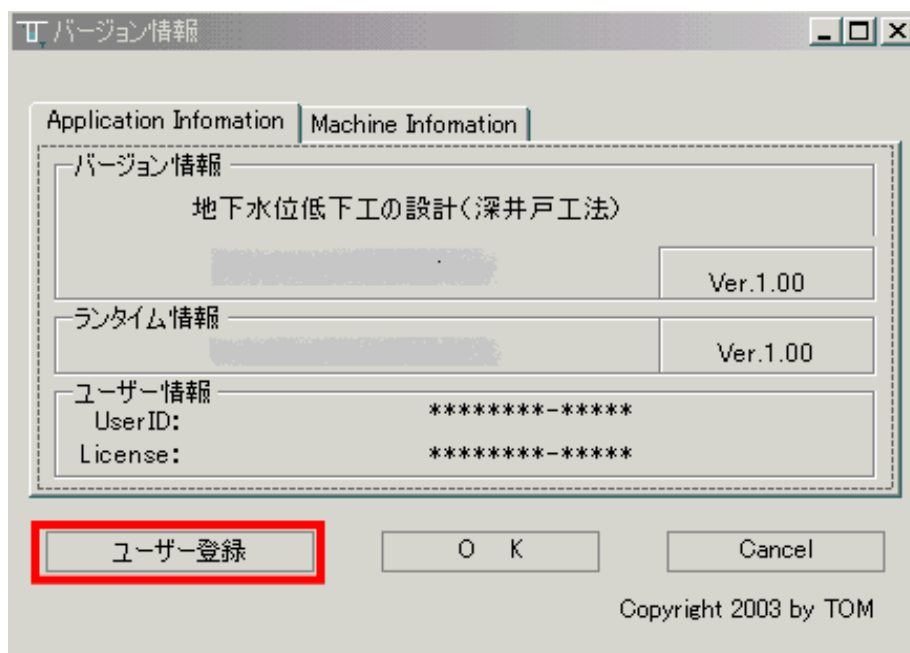 バージョン情報
Application Infomation Machine Infomation
バージョン情報
地下水位低下工の設計(深井戸工法)
Ver.1.00
ランタイム情報
Ver.1.00
ユーザー情報
UserID: ********-*****
License: ********-*****
ユーザー登録 O K Cancel
Copyright 2003 by TOM